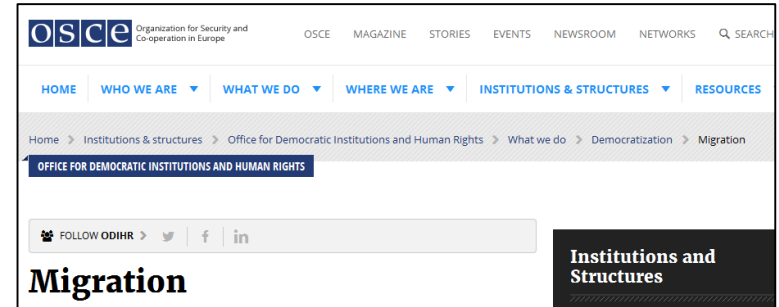 OSCE Organization for Security and
Co-operation in Europe
OSCE MAGAZINE STORIES EVENTS NEWSROOM NETWORKS SEARCH
HOME WHO WE ARE WHAT WE DO WHERE WE ARE INSTITUTIONS & STRUCTURES RESOURCES
Home > Institutions & structures > Office for Democratic Institutions and Human Rights > What we do > Democratization > Migration
OFFICE FOR DEMOCRATIC INSTITUTIONS AND HUMAN RIGHTS
FOLLOW ODIHR > f in
Migration
Institutions and
Structures